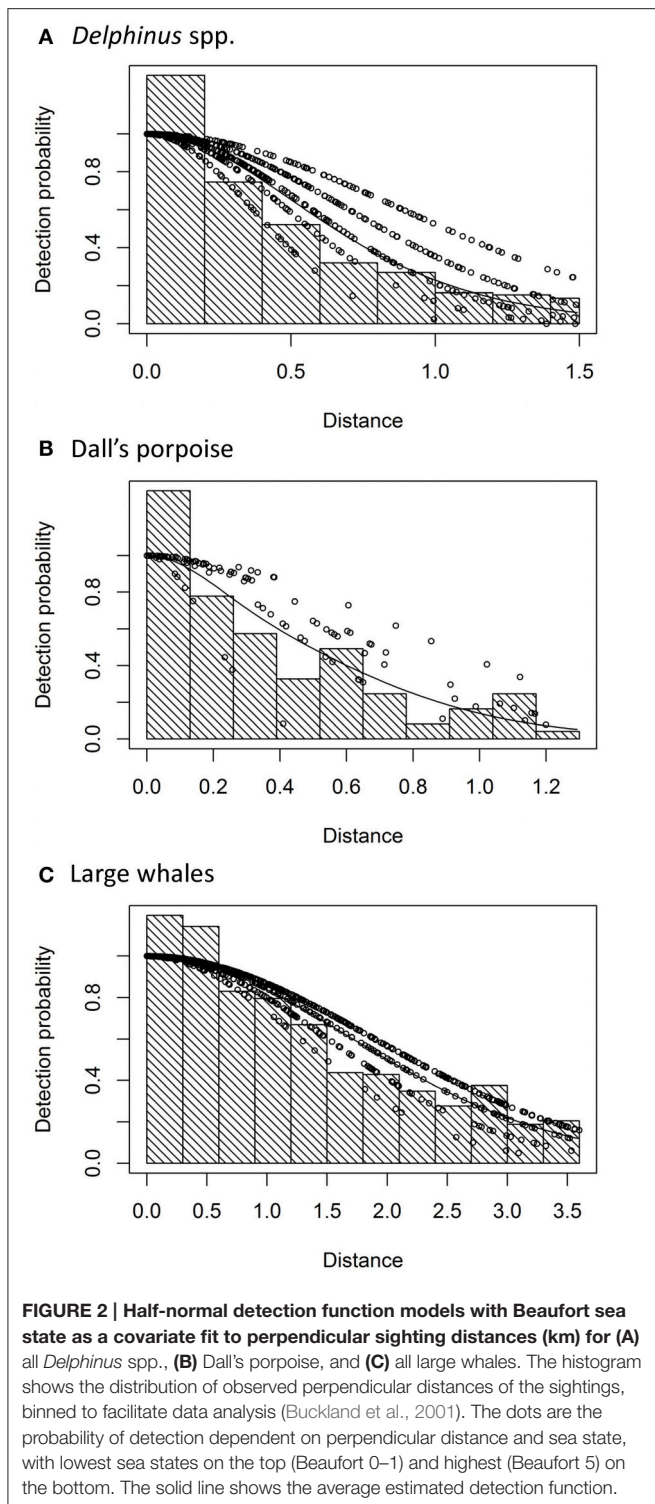 A Delphinus spp.
Detection probability
0.8
0.4
0.0
0.0 0.5 1.0 1.5
Distance
B Dall's porpoise
Detection probability
0.8
0.4
0.0
0.0 0.2 0.4 0.6 0.8 1.0 1.2
Distance
C Large whales
Detection probability
0.8
0.4
0.0
0.0 0.5 1.0 1.5 2.0 2.5 3.0 3.5
Distance
FIGURE 2 | Half-normal detection function models with Beaufort sea
state as a covariate fit to perpendicular sighting distances (km) for (A)
all Delphinus spp., (B) Dall's porpoise, and (C) all large whales. The histogram
shows the distribution of observed perpendicular distances of the sightings,
binned to facilitate data analysis (Buckland et al., 2001). The dots are the
probability of detection dependent on perpendicular distance and sea state,
with lowest sea states on the top (Beaufort 0–1) and highest (Beaufort 5) on
the bottom. The solid line shows the average estimated detection function.